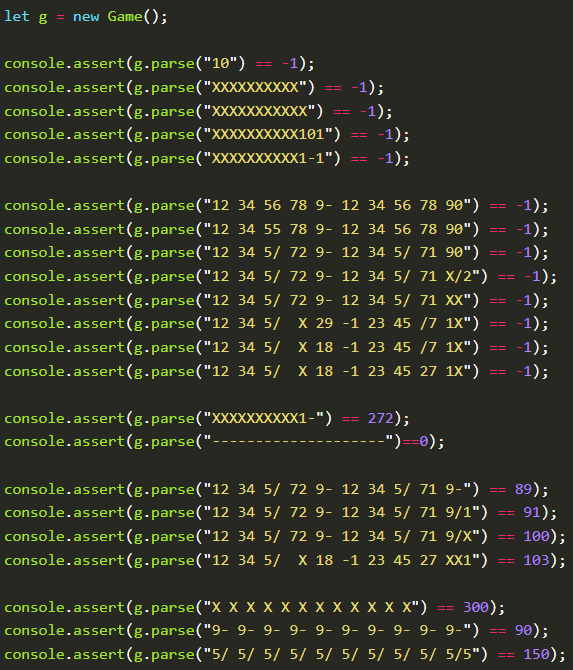 let g = new Game();
console.assert(g.parse("10") == -1);
console.assert(g.parse("XXXXXXXXXX") == -1);
console.assert(g.parse("XXXXXXXXXXX") == -1);
console.assert(g.parse("XXXXXXXXXX101") == -1);
console.assert(g.parse("XXXXXXXXXX1-1") == -1);
console.assert(g.parse("12 34 56 78 9- 12 34 56 78 90") == -1);
console.assert(g.parse("12 34 55 78 9- 12 34 56 78 90") == -1);
console.assert(g.parse("12 34 5/ 72 9- 12 34 5/ 71 90") == -1);
console.assert(g.parse("12 34 5/ 72 9- 12 34 5/ 71 X/2") == -1);
console.assert(g.parse("12 34 5/ 72 9- 12 34 5/ 71 XX") == -1);
console.assert(g.parse("12 34 5/  X 29 -1 23 45 /7 1X") == -1);
console.assert(g.parse("12 34 5/  X 18 -1 23 45 /7 1X") == -1);
console.assert(g.parse("12 34 5/  X 18 -1 23 45 27 1X") == -1);
console.assert(g.parse("XXXXXXXXXX1-") == 272);
console.assert(g.parse("--------------------")==0);
console.assert(g.parse("12 34 5/ 72 9- 12 34 5/ 71 9-") == 89);
console.assert(g.parse("12 34 5/ 72 9- 12 34 5/ 71 9/1") == 91);
console.assert(g.parse("12 34 5/ 72 9- 12 34 5/ 71 9/X") == 100);
console.assert(g.parse("12 34 5/  X 18 -1 23 45 27 XX1") == 103);
console.assert(g.parse("X X X X X X X X X X X X") == 300);
console.assert(g.parse("9- 9- 9- 9- 9- 9- 9- 9- 9- 9-") == 90);
console.assert(g.parse("5/ 5/ 5/ 5/ 5/ 5/ 5/ 5/ 5/ 5/5") == 150);